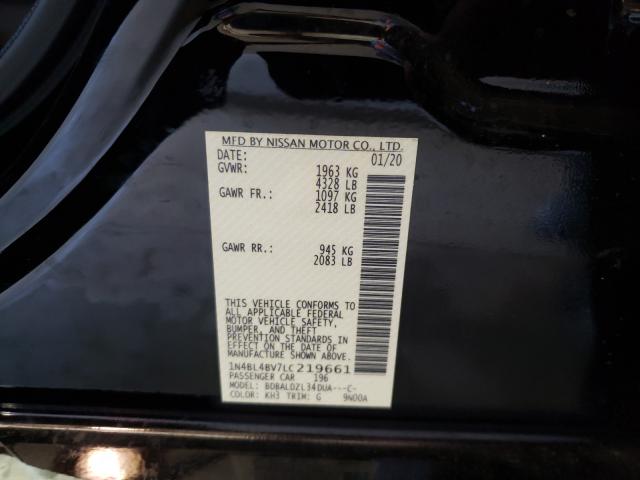 MFD BY NISSAN MOTOR CO., LTD.
DATE: 01/20
GVWR: 1963 KG
4328 LB
GAWR FR.: 1097 KG
2418 LB
GAWR RR.: 945 KG
2083 LB
THIS VEHICLE CONFORMS TO
ALL APPLICABLE FEDERAL
MOTOR VEHICLE SAFETY,
BUMPER, AND THEFT
PREVENTION STANDARDS IN
EFFECT ON THE DATE OF
MANUFACTURE SHOWN ABOVE.
1N4BL4BV7LC219661
PASSENGER CAR 196
MODEL: BDBALDZL34DUA---C-
COLOR: KH3 TRIM: G 9N00A